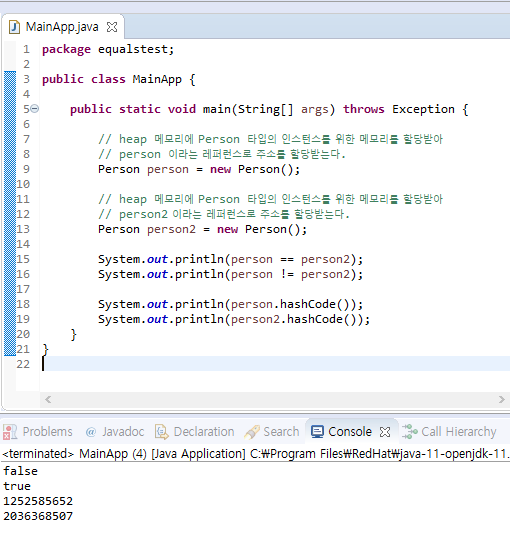 MainApp.java
1 package equalstest;
2
3 public class MainApp {
4
5 public static void main(String[] args) throws Exception {
6
7 // heap 메모리에 Person 타입의 인스턴스를 위한 메모리를 할당받아
8 // person 이라는 레퍼런스로 주소를 할당받는다.
9 Person person = new Person();
10
11 // heap 메모리에 Person 타입의 인스턴스를 위한 메모리를 할당받아
12 // person2 이라는 레퍼런스로 주소를 할당받는다.
13 Person person2 = new Person();
14
15 System.out.println(person == person2);
16 System.out.println(person != person2);
17
18 System.out.println(person.hashCode());
19 System.out.println(person2.hashCode());
20 }
21 }
22
Problems @ Javadoc Declaration Search Console Call Hierarchy
<terminated> MainApp (4) [Java Application] C:₩Program Files₩RedHat₩java-11-openjdk-11.
false
true
1252585652
2036368507